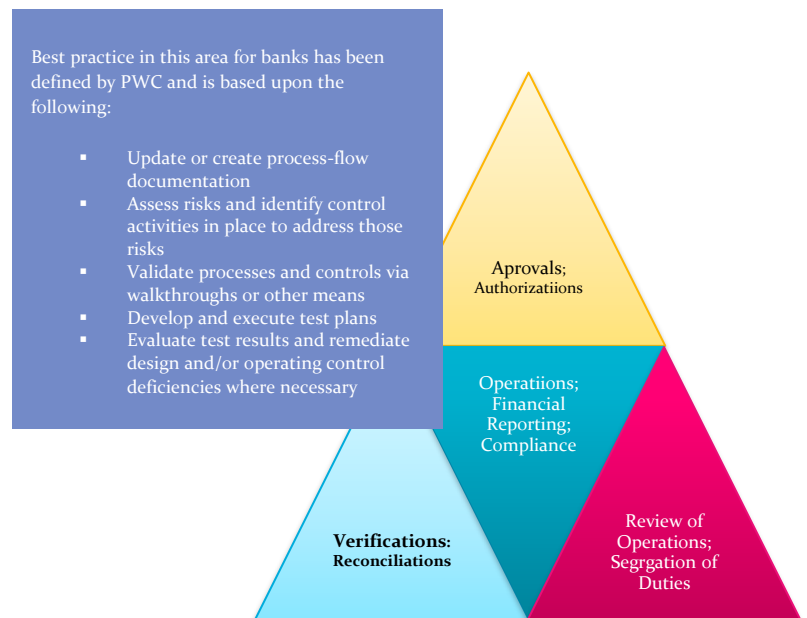 Best practice in this area for banks has been
defined by PWC and is based upon the
following:
▪ Update or create process-flow
documentation
▪ Assess risks and identify control
activities in place to address those
risks
▪ Validate processes and controls via
walkthroughs or other means
▪ Develop and execute test plans
▪ Evaluate test results and remediate
design and/or operating control
deficiencies where necessary
Aprovals;
Authorizatiions
Operatiions;
Financial
Reporting;
Compliance
Verifications:
Reconciliations
Review of
Operations;
Segrgation of
Duties